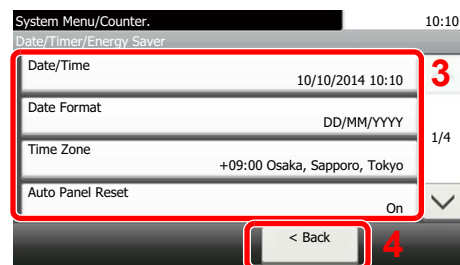 System Menu/Counter. 10:10
Date/Timer/Energy Saver
Date/Time
10/10/2014 10:10
3
Date Format
DD/MM/YYYY
1/4
Time Zone
+09:00 Osaka, Sapporo, Tokyo
Auto Panel Reset
On
< Back
4